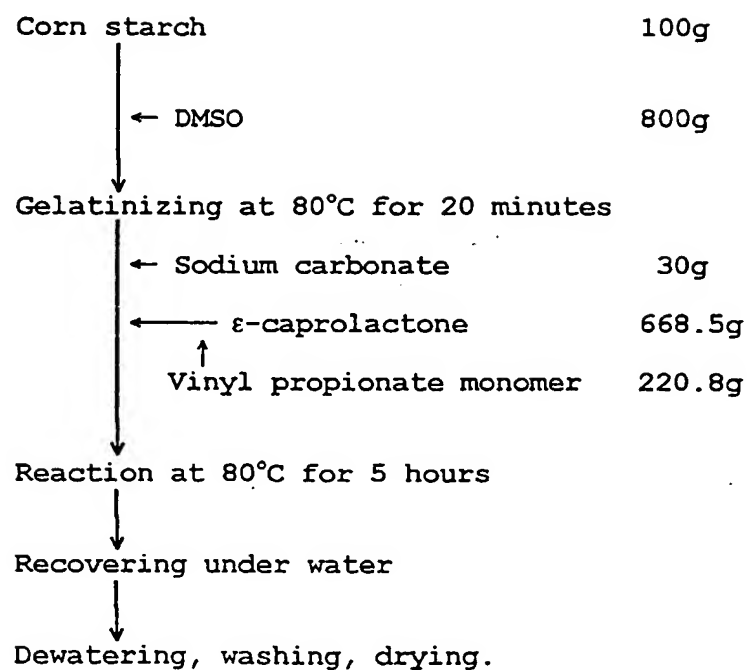 Corn starch 100g
← DMSO 800g
Gelatinizing at 80°C for 20 minutes
← Sodium carbonate 30g
← ε-caprolactone 668.5g
↑
Vinyl propionate monomer 220.8g
Reaction at 80°C for 5 hours
Recovering under water
Dewatering, washing, drying.